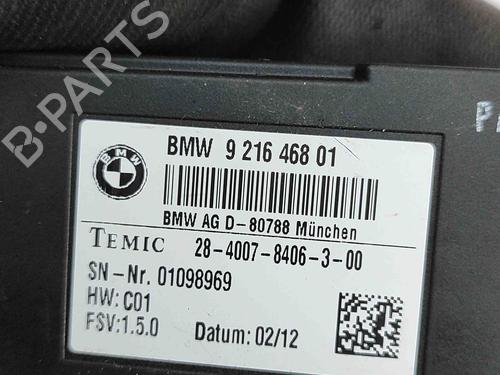 B-PARTS
BMW
BMW 9 216 468 01
BMW AG D-80788 München
TEMIC 28-4007-8406-3-00
SN-Nr. 01098969
HW:C01
FSV:1.5.0 Datum: 02/12